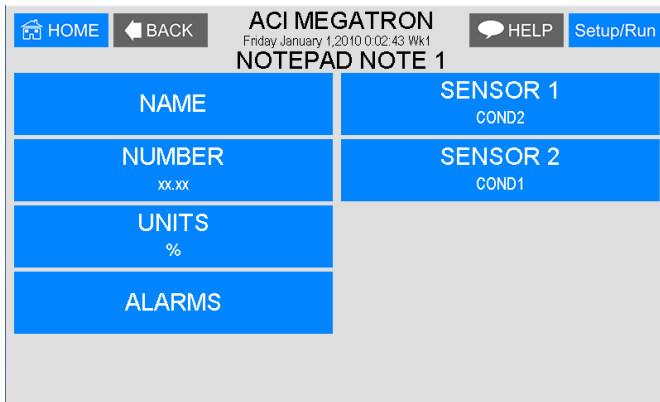 HOME
BACK
ACI MEGATRON
Friday January 1,2010 0:02:43 Wk1
NOTEPAD NOTE 1
HELP
Setup/Run
NAME
SENSOR 1
COND2
NUMBER
xx.xx
SENSOR 2
COND1
UNITS
%
ALARMS